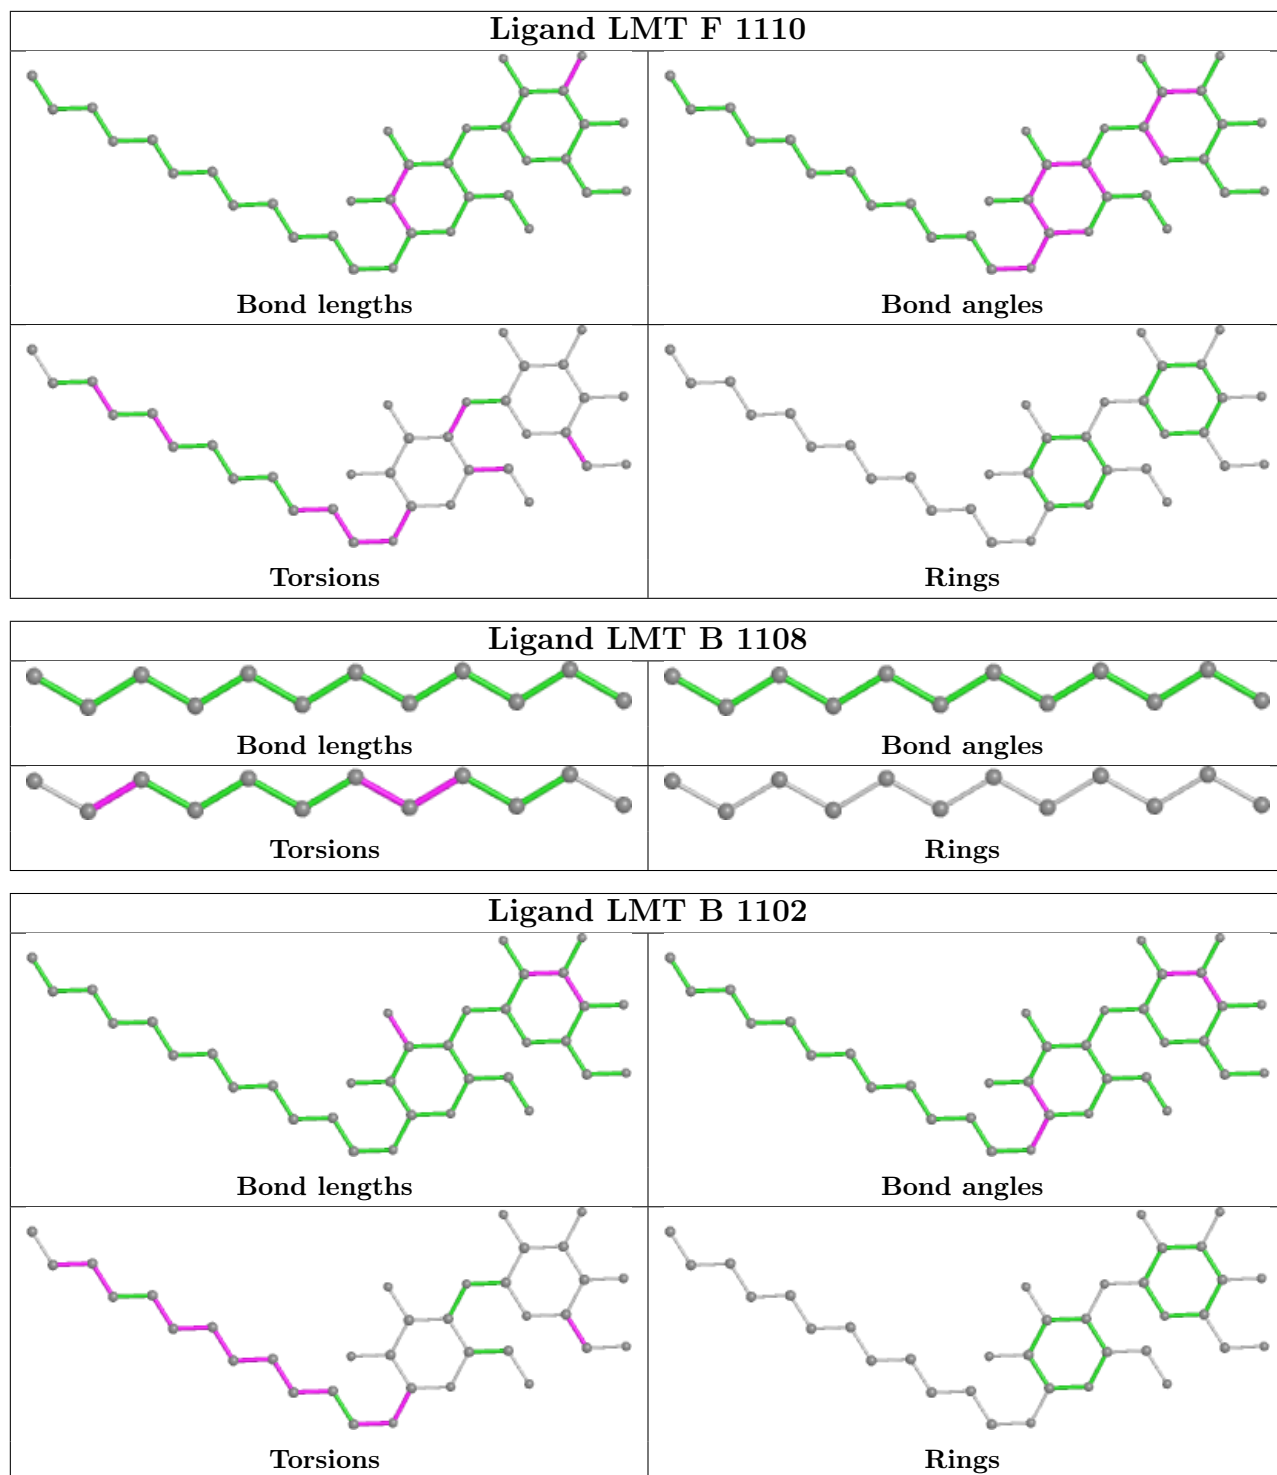 Ligand LMT F 1110
Bond lengths
Bond angles
Torsions
Rings
Ligand LMT B 1108
Bond lengths
Bond angles
Torsions
Rings
Ligand LMT B 1102
Bond lengths
Bond angles
Torsions
Rings